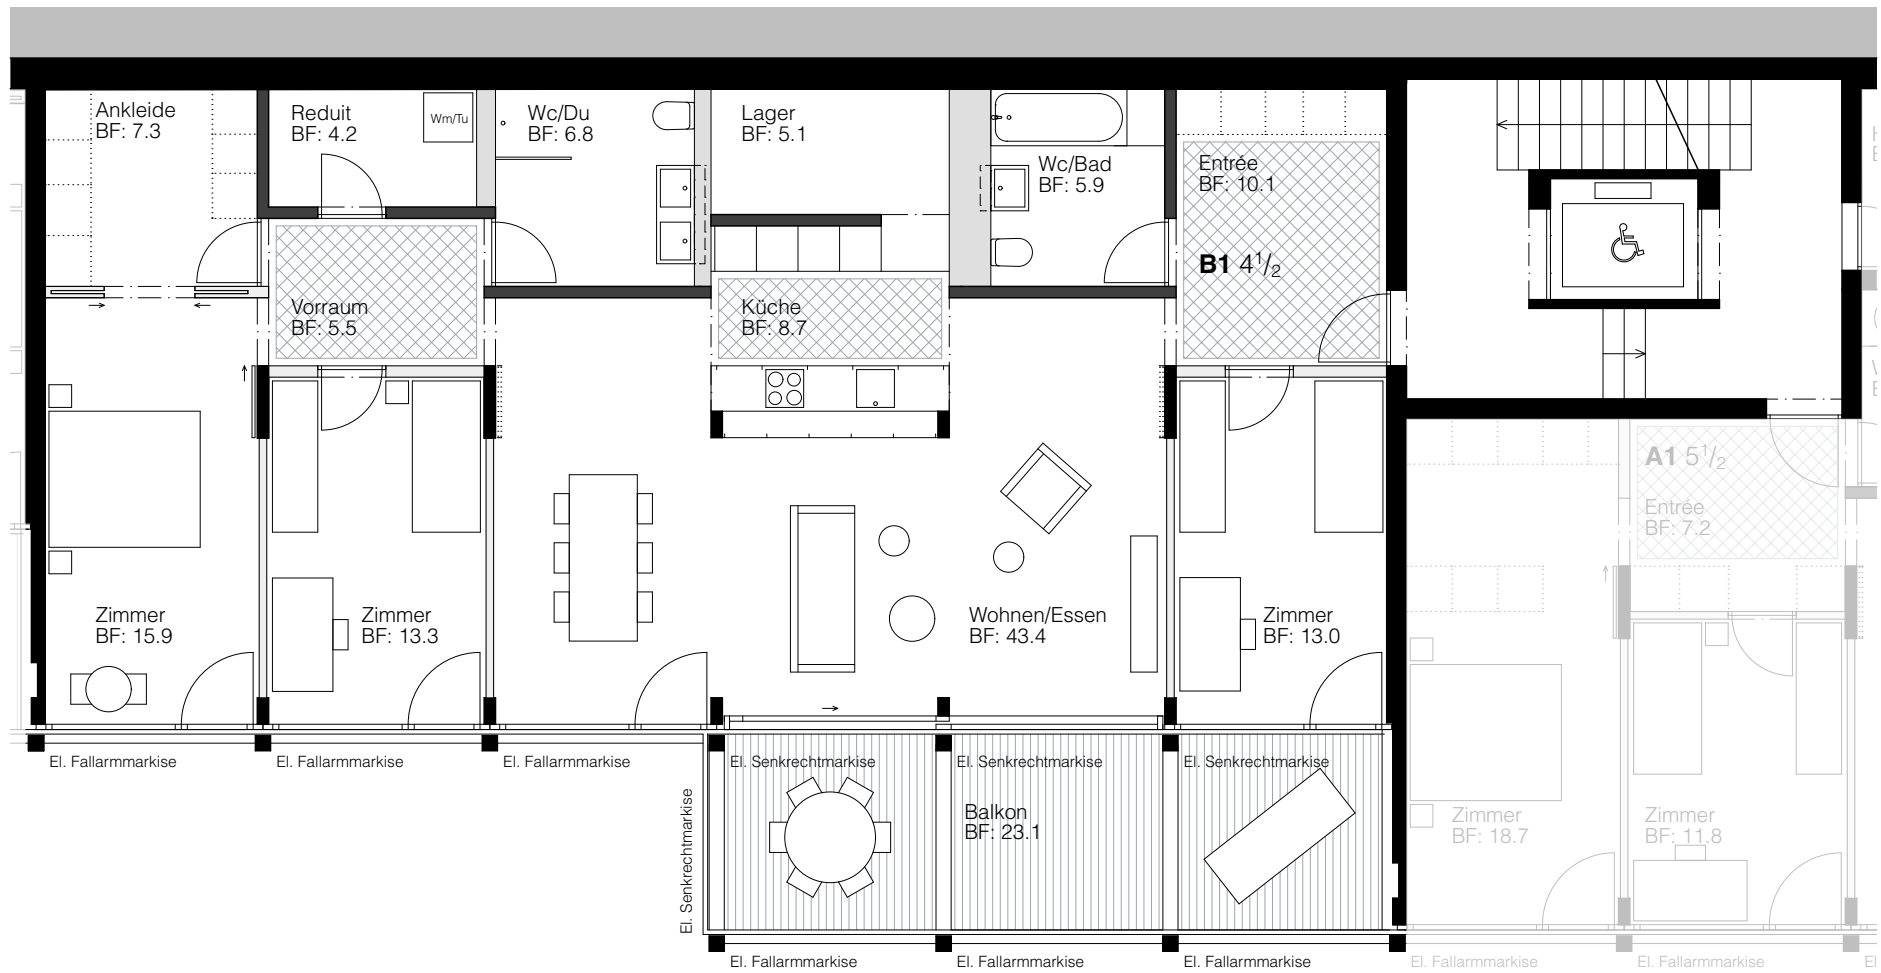 Ankleide
BF: 7.3
Reduit
BF: 4.2
Wm/Tu
Wc/Du
BF: 6.8
Lager
BF: 5.1
Wc/Bad
BF: 5.9
Entrée
BF: 10.1
B1 4 1/2
Vorraum
BF: 5.5
Küche
BF: 8.7
A1 5 1/2
Entrée
BF: 7.2
Zimmer
BF: 15.9
Zimmer
BF: 13.3
Wohnen/Essen
BF: 43.4
Zimmer
BF: 13.0
El. Fallarmmarkise
El. Fallarmmarkise
El. Fallarmmarkise
El. Senkrechtmarkise
El. Senkrechtmarkise
El. Senkrechtmarkise
El. Senkrechtmarkise
Balkon
BF: 23.1
Zimmer
BF: 18.7
Zimmer
BF: 11.8
El. Fallarmmarkise
El. Fallarmmarkise
El. Fallarmmarkise
El. Fallarmmarkise
El. Fallarmmarkise